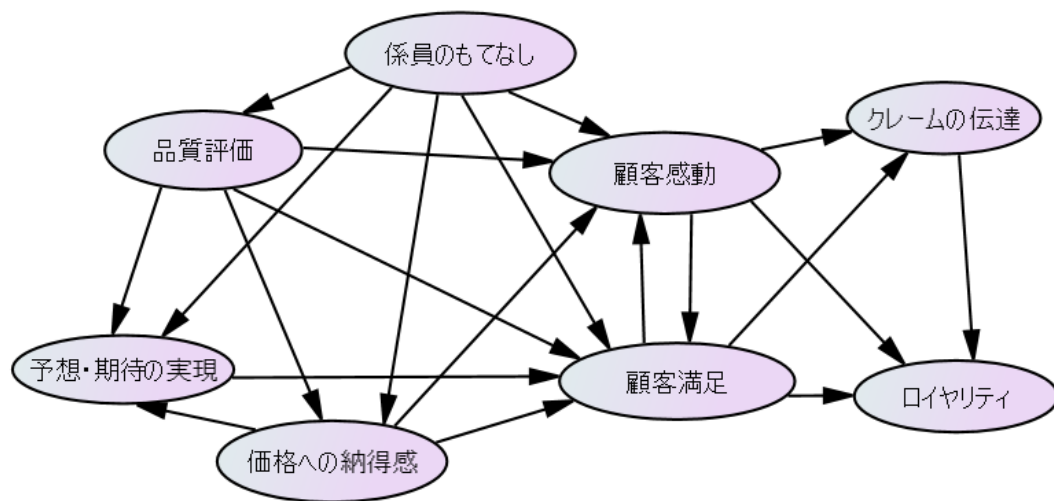 係員のもてなし
品質評価
クレームの伝達
顧客感動
予想・期待の実現
顧客満足
ロイヤリティ
価格への納得感